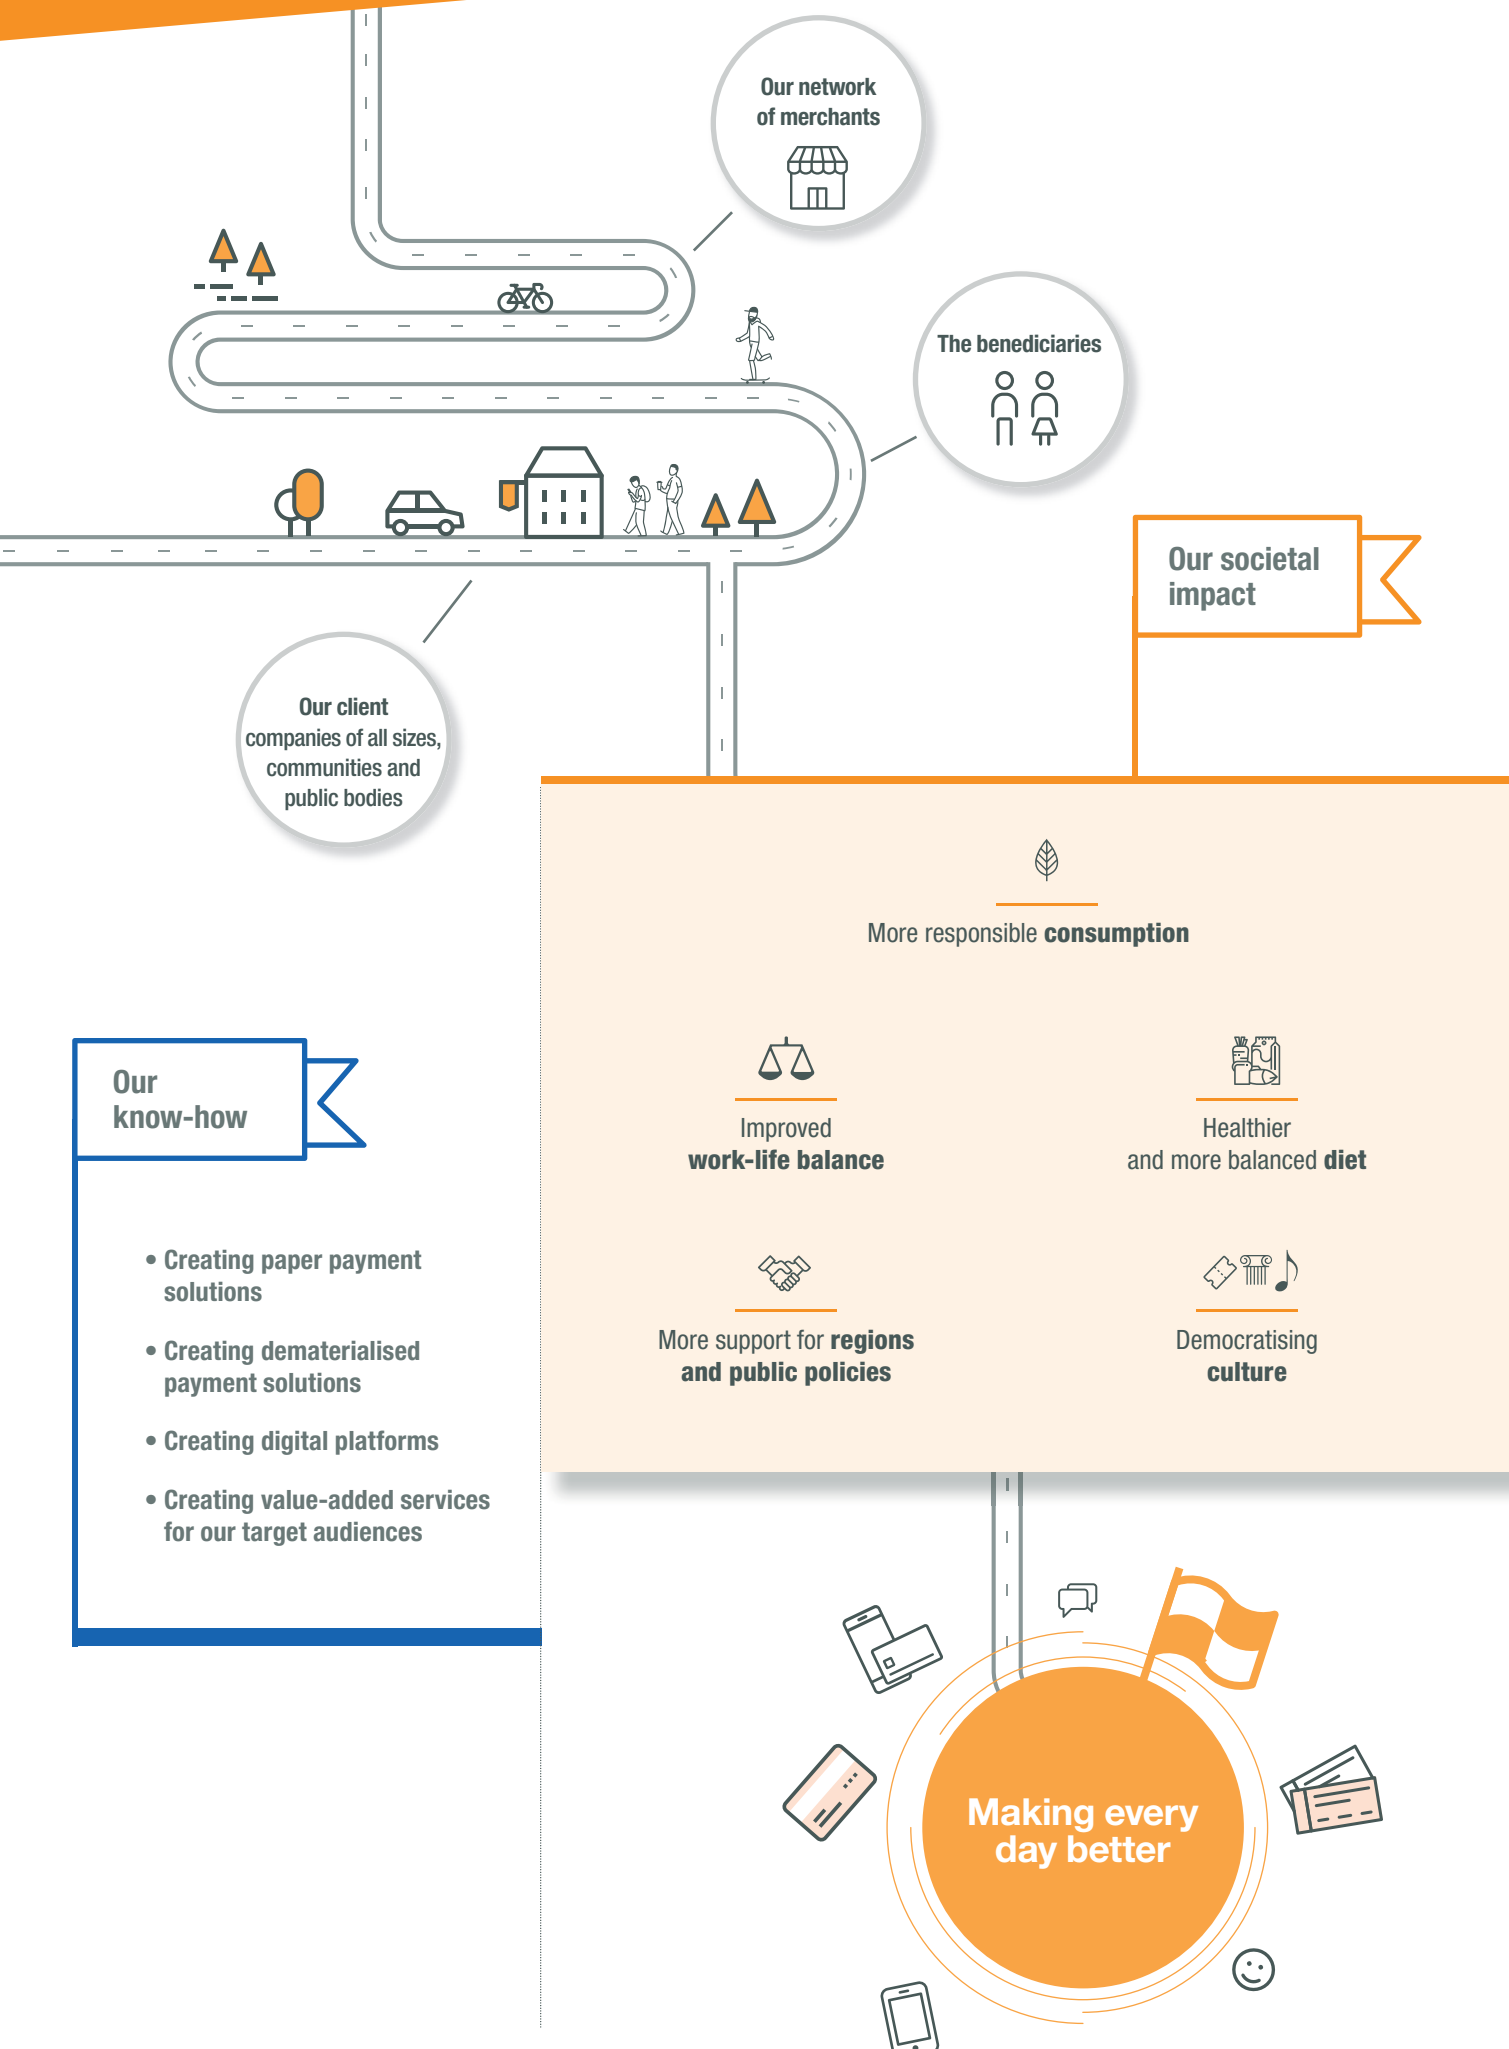 Our network
of merchants
The benediciaries
Our societal
impact
Our client
companies of all sizes,
communities and
public bodies
More responsible consumption
Our
know-how
Improved
work-life balance
Healthier
and more balanced diet
• Creating paper payment
solutions
• Creating dematerialised
payment solutions
• Creating digital platforms
• Creating value-added services
for our target audiences
More support for regions
and public policies
Democratising
culture
Making every
day better